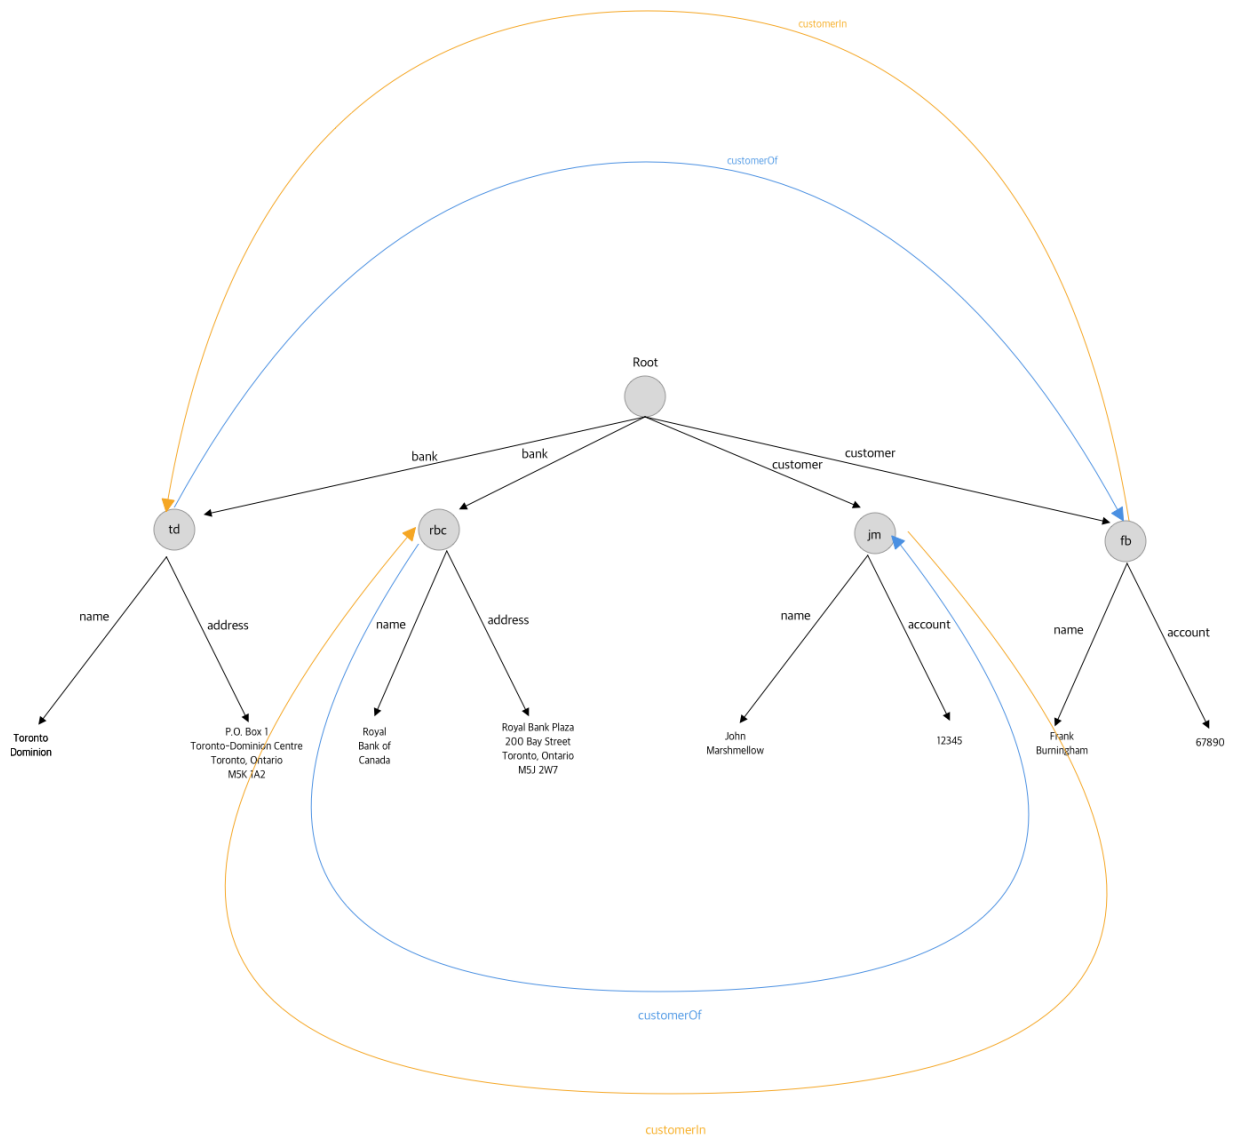 customerIn
customerOf
Root
bank
bank
customer
customer
td
rbc
jm
fb
name
address
name
address
name
account
name
account
Toronto
Dominion
P.O. Box 1
Toronto-Dominion Centre
Toronto, Ontario
M5K 1A2
Royal
Bank of
Canada
Royal Bank Plaza
200 Bay Street
Toronto, Ontario
M5J 2W7
John
Marshmellow
12345
Frank
Burningham
67890
customerOf
customerIn